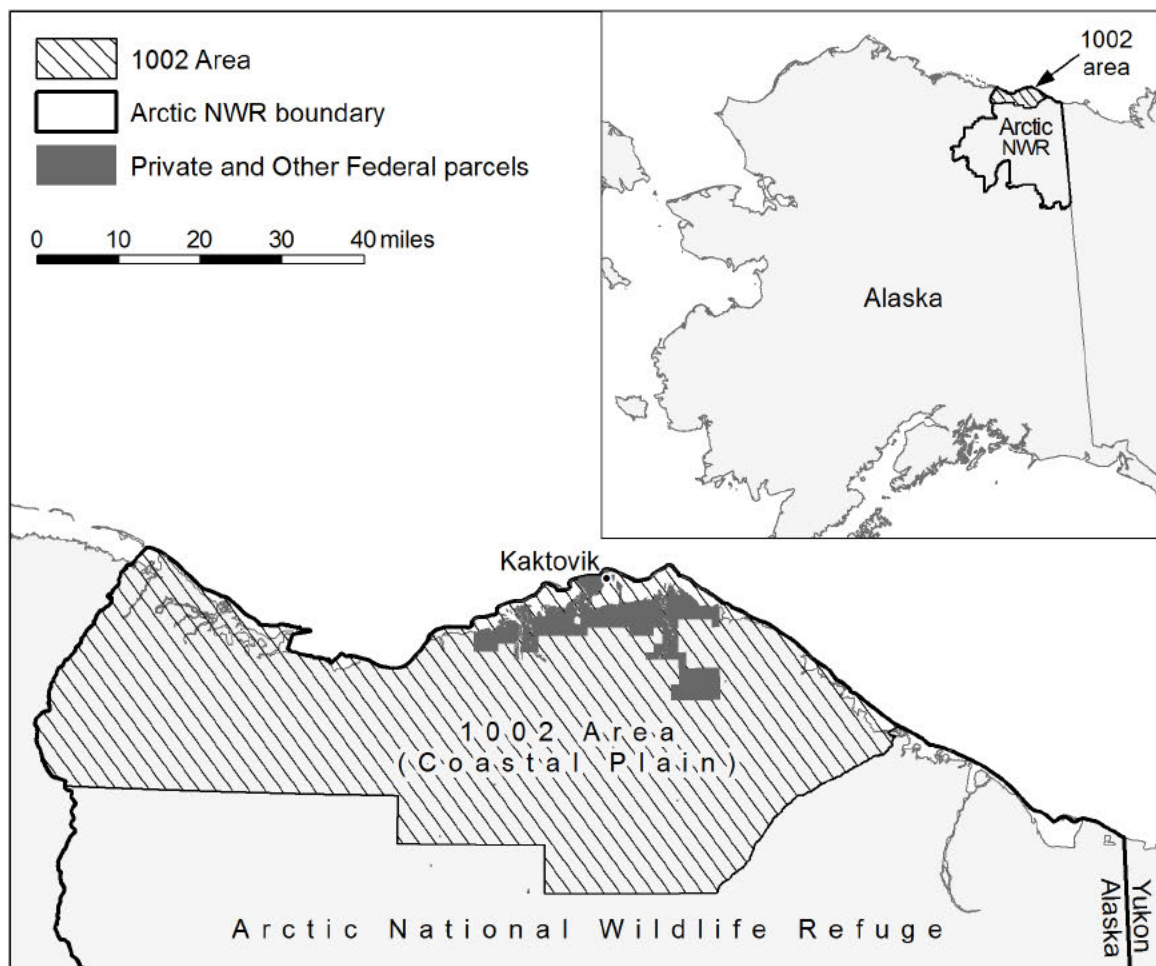 1002 Area
Arctic NWR boundary
Private and Other Federal parcels
0 10 20 30 40 miles
1002
area
Arctic
NWR
Alaska
Kaktovik
1002 Area
(Coastal Plain)
Arctic National Wildlife Refuge
Alaska
Yukon